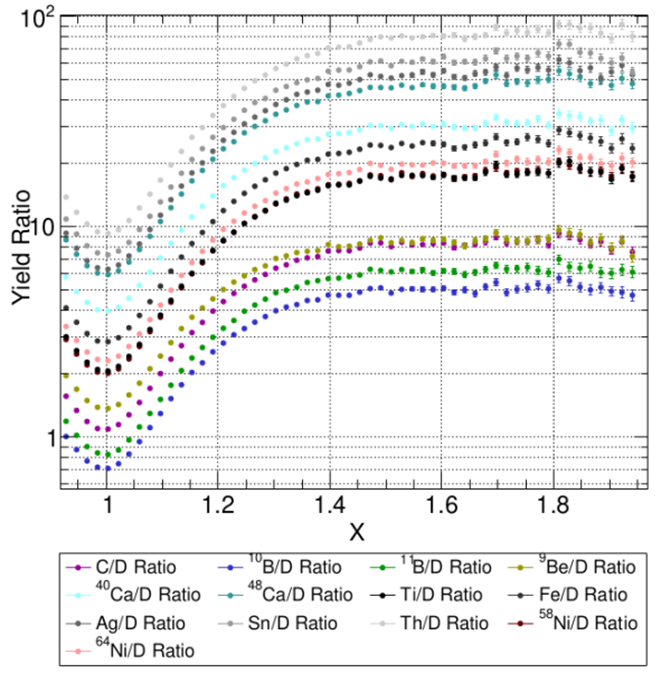 10²
10
1
Yield Ratio
1 1.2 1.4 1.6 1.8
X
C/D Ratio ¹⁰B/D Ratio ¹¹B/D Ratio ⁹Be/D Ratio
⁴⁰Ca/D Ratio ⁴⁸Ca/D Ratio Ti/D Ratio Fe/D Ratio
Ag/D Ratio Sn/D Ratio Th/D Ratio ⁵⁸Ni/D Ratio
⁶⁴Ni/D Ratio